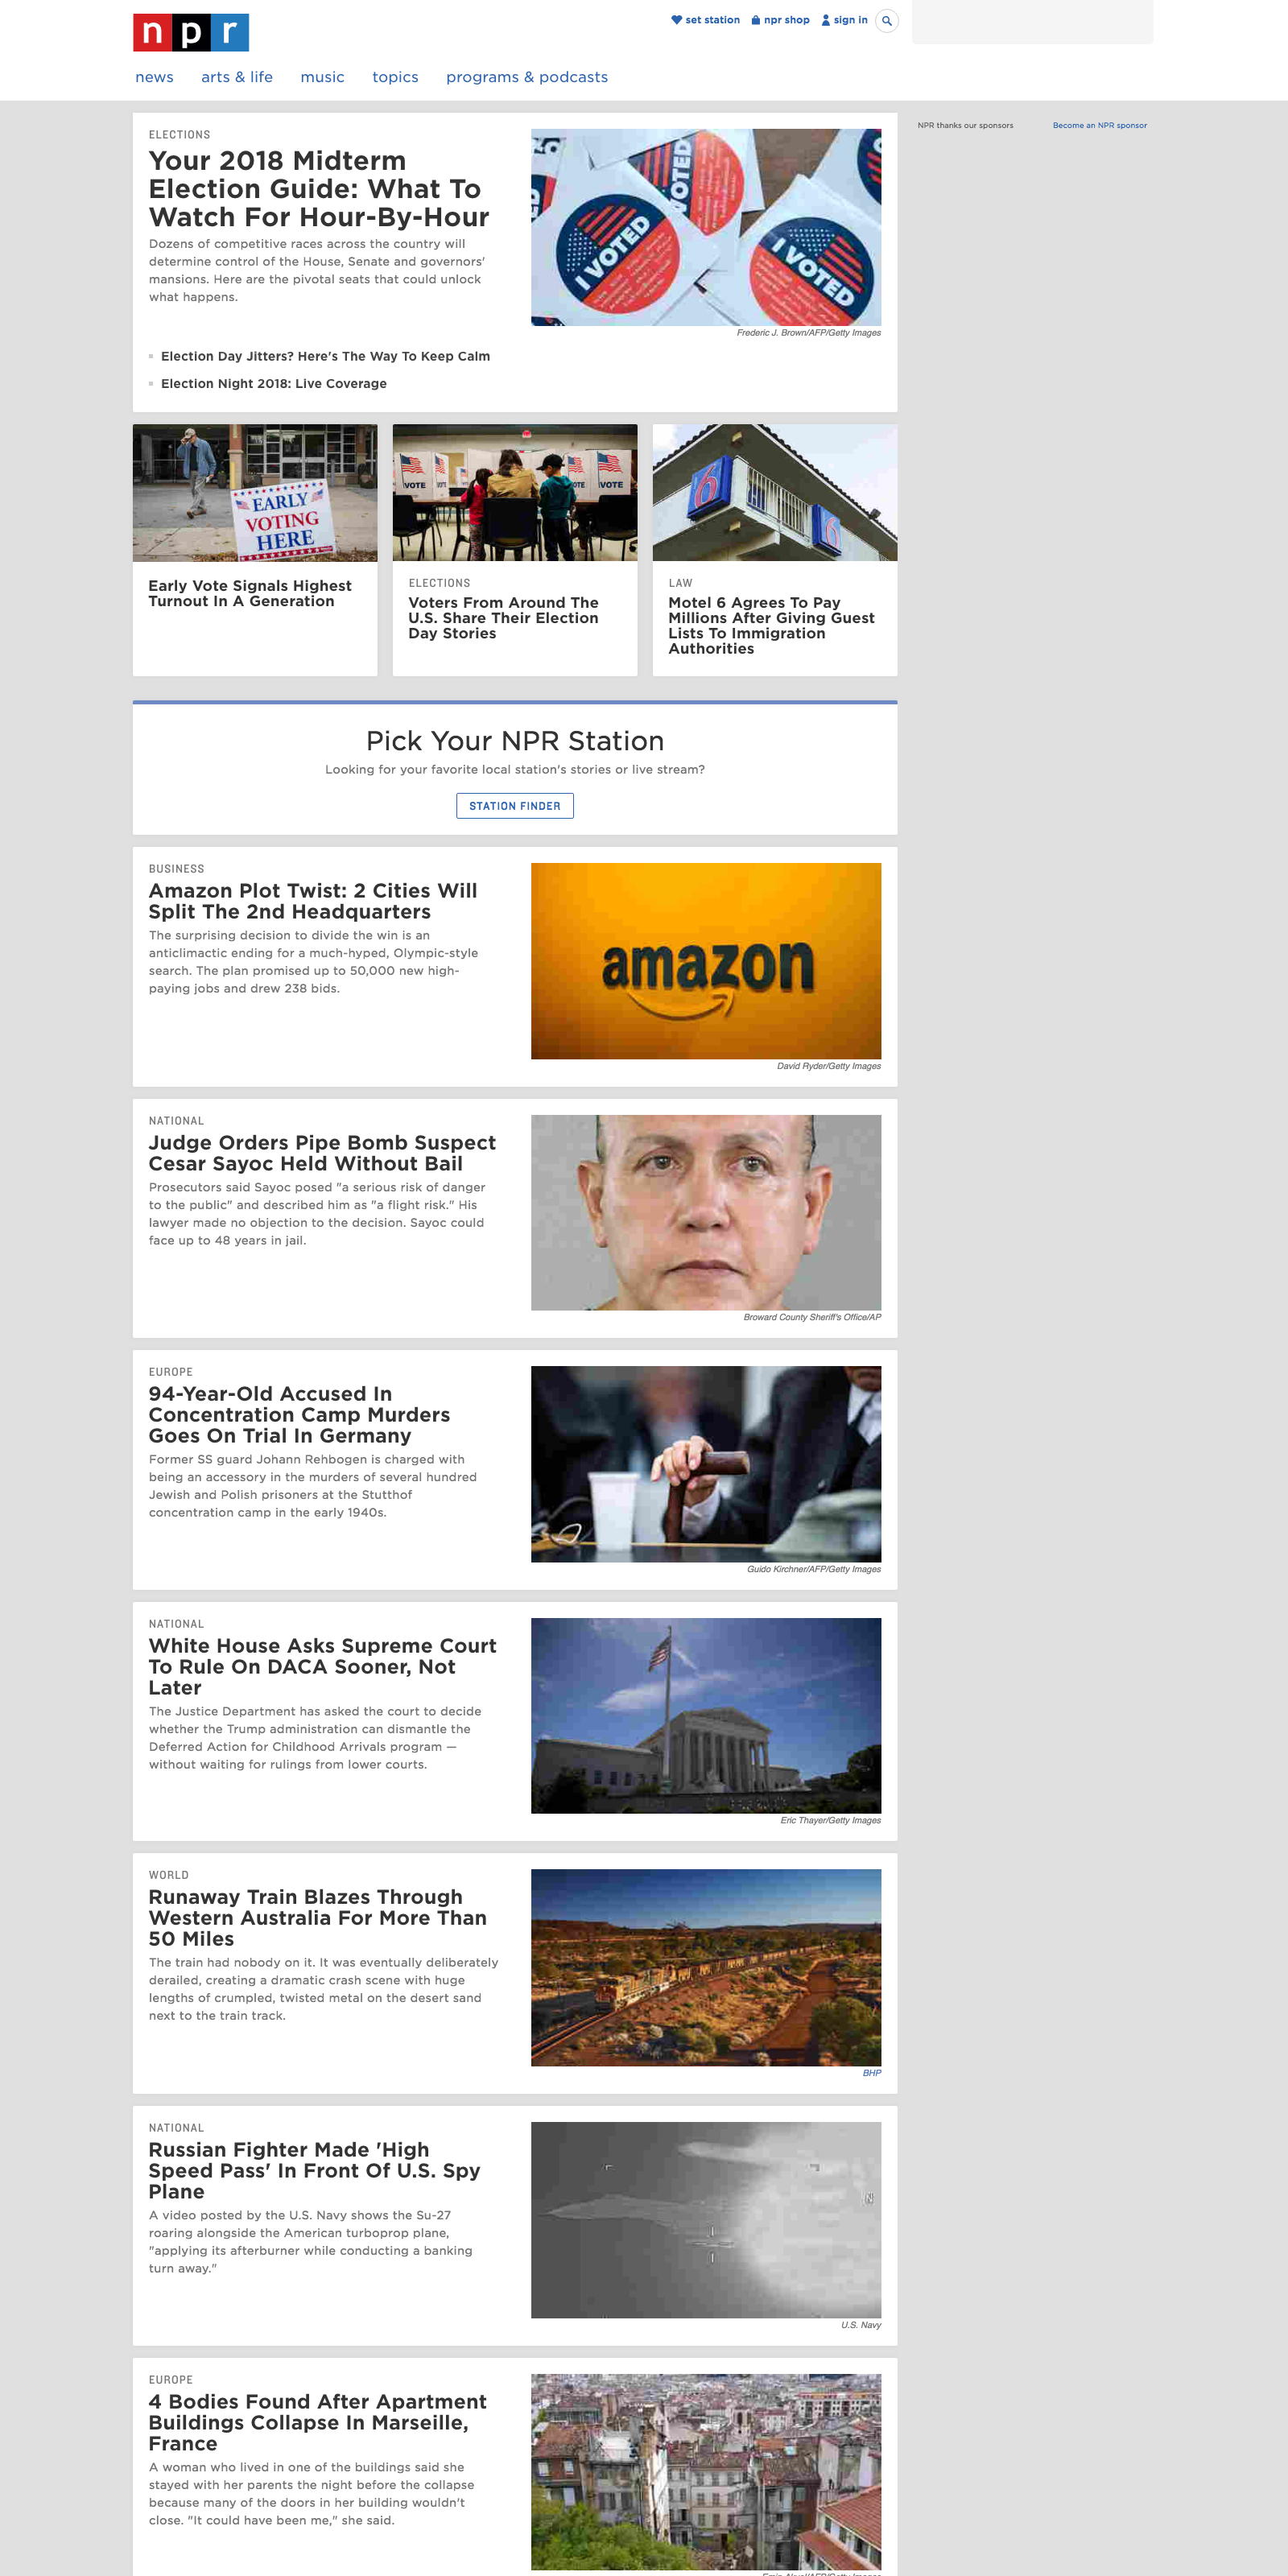 npr
set station
npr shop
sign in
news
arts & life
music
topics
programs & podcasts
NPR thanks our sponsors
Become an NPR sponsor
ELECTIONS
Your 2018 Midterm
Election Guide: What To
Watch For Hour-By-Hour
Dozens of competitive races across the country will
determine control of the House, Senate and governors'
mansions. Here are the pivotal seats that could unlock
what happens.
I VOTED
VOTED
I VOTED
Frederic J. Brown/AFP/Getty Images
Election Day Jitters? Here's The Way To Keep Calm
Election Night 2018: Live Coverage
EARLY
VOTING
HERE
Early Vote Signals Highest
Turnout In A Generation
VOTE
VOTE
VOTE
ELECTIONS
Voters From Around The
U.S. Share Their Election
Day Stories
6
6
LAW
Motel 6 Agrees To Pay
Millions After Giving Guest
Lists To Immigration
Authorities
Pick Your NPR Station
Looking for your favorite local station's stories or live stream?
STATION FINDER
BUSINESS
Amazon Plot Twist: 2 Cities Will
Split The 2nd Headquarters
The surprising decision to divide the win is an
anticlimactic ending for a much-hyped, Olympic-style
search. The plan promised up to 50,000 new high-
paying jobs and drew 238 bids.
amazon
David Ryder/Getty Images
NATIONAL
Judge Orders Pipe Bomb Suspect
Cesar Sayoc Held Without Bail
Prosecutors said Sayoc posed "a serious risk of danger
to the public" and described him as "a flight risk." His
lawyer made no objection to the decision. Sayoc could
face up to 48 years in jail.
Broward County Sheriff's Office/AP
EUROPE
94-Year-Old Accused In
Concentration Camp Murders
Goes On Trial In Germany
Former SS guard Johann Rehbogen is charged with
being an accessory in the murders of several hundred
Jewish and Polish prisoners at the Stutthof
concentration camp in the early 1940s.
Guido Kirchner/AFP/Getty Images
NATIONAL
White House Asks Supreme Court
To Rule On DACA Sooner, Not
Later
The Justice Department has asked the court to decide
whether the Trump administration can dismantle the
Deferred Action for Childhood Arrivals program —
without waiting for rulings from lower courts.
Eric Thayer/Getty Images
WORLD
Runaway Train Blazes Through
Western Australia For More Than
50 Miles
The train had nobody on it. It was eventually deliberately
derailed, creating a dramatic crash scene with huge
lengths of crumpled, twisted metal on the desert sand
next to the train track.
BHP
NATIONAL
Russian Fighter Made 'High
Speed Pass' In Front Of U.S. Spy
Plane
A video posted by the U.S. Navy shows the Su-27
roaring alongside the American turboprop plane,
"applying its afterburner while conducting a banking
turn away."
U.S. Navy
EUROPE
4 Bodies Found After Apartment
Buildings Collapse In Marseille,
France
A woman who lived in one of the buildings said she
stayed with her parents the night before the collapse
because many of the doors in her building wouldn't
close. "It could have been me," she said.